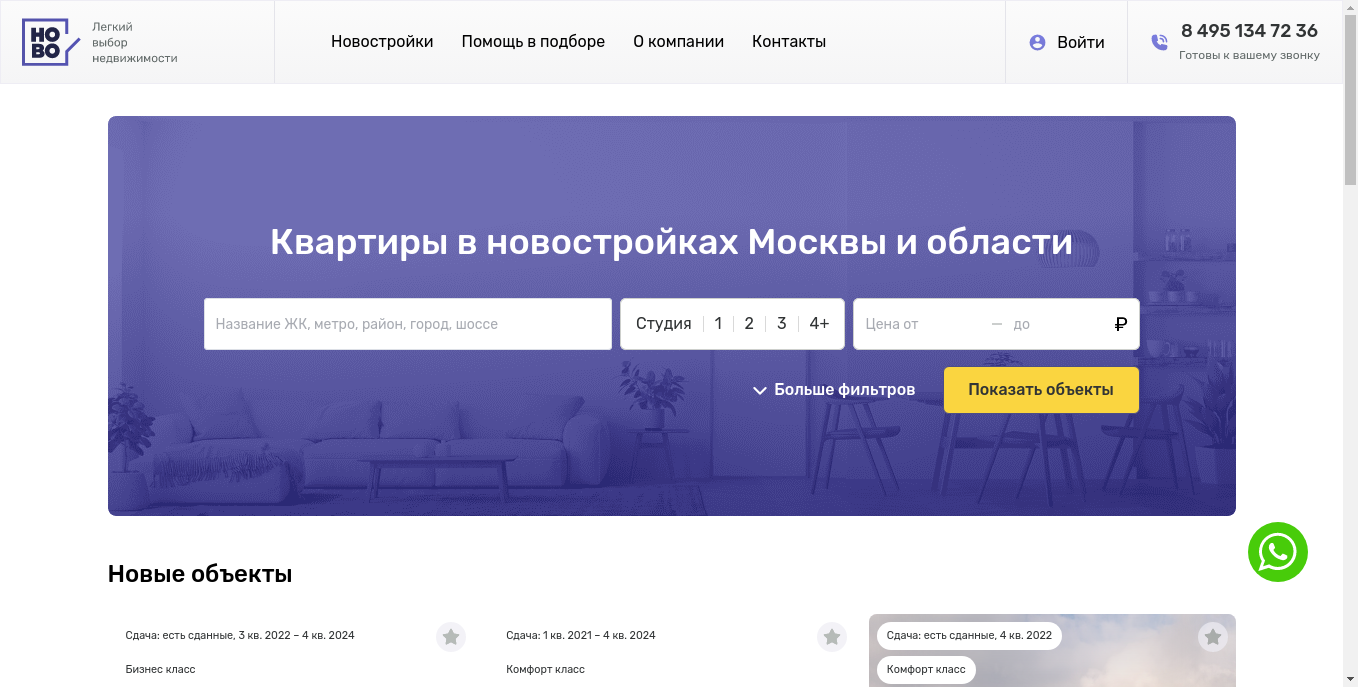 НО
ВО
Легкий
выбор
недвижимости
Новостройки
Помощь в подборе
О компании
Контакты
Войти
8 495 134 72 36
Готовы к вашему звонку
Квартиры в новостройках Москвы и области
Название ЖК, метро, район, город, шоссе
Студия 1 2 3 4+
Цена от — до ₽
Больше фильтров
Показать объекты
Новые объекты
Сдача: есть сданные, 3 кв. 2022 – 4 кв. 2024
Бизнес класс
Сдача: 1 кв. 2021 – 4 кв. 2024
Комфорт класс
Сдача: есть сданные, 4 кв. 2022
Комфорт класс